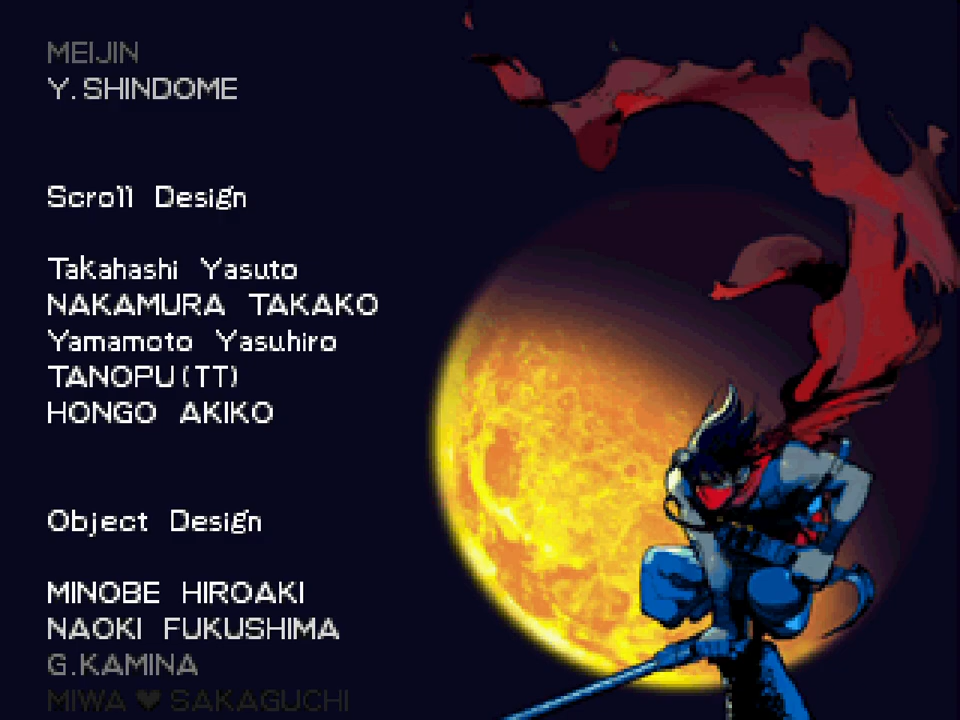 MEIJIN
Y.SHINDOME
Scroll Design
Takahashi Yasuto
NAKAMURA TAKAKO
Yamamoto Yasuhiro
TANOPU(TT)
HONGO AKIKO
Object Design
MINOBE HIROAKI
NAOKI FUKUSHIMA
G.KAMINA
MIWA♥SAKAGUCHI